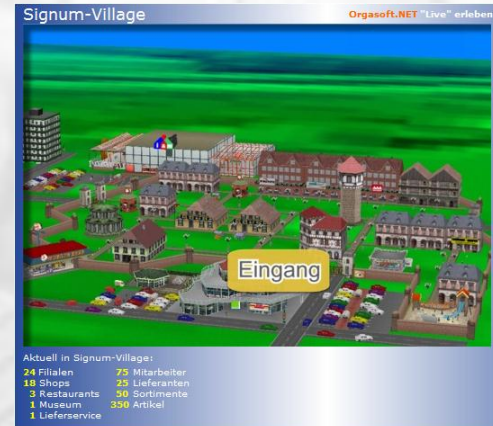 Signum-Village
Orgasoft.NET "Live" erleben
Eingang
Aktuell in Signum-Village:
24 Filialen 75 Mitarbeiter
18 Shops 25 Lieferanten
3 Restaurants 50 Sortimente
1 Museum 350 Artikel
1 Lieferservice